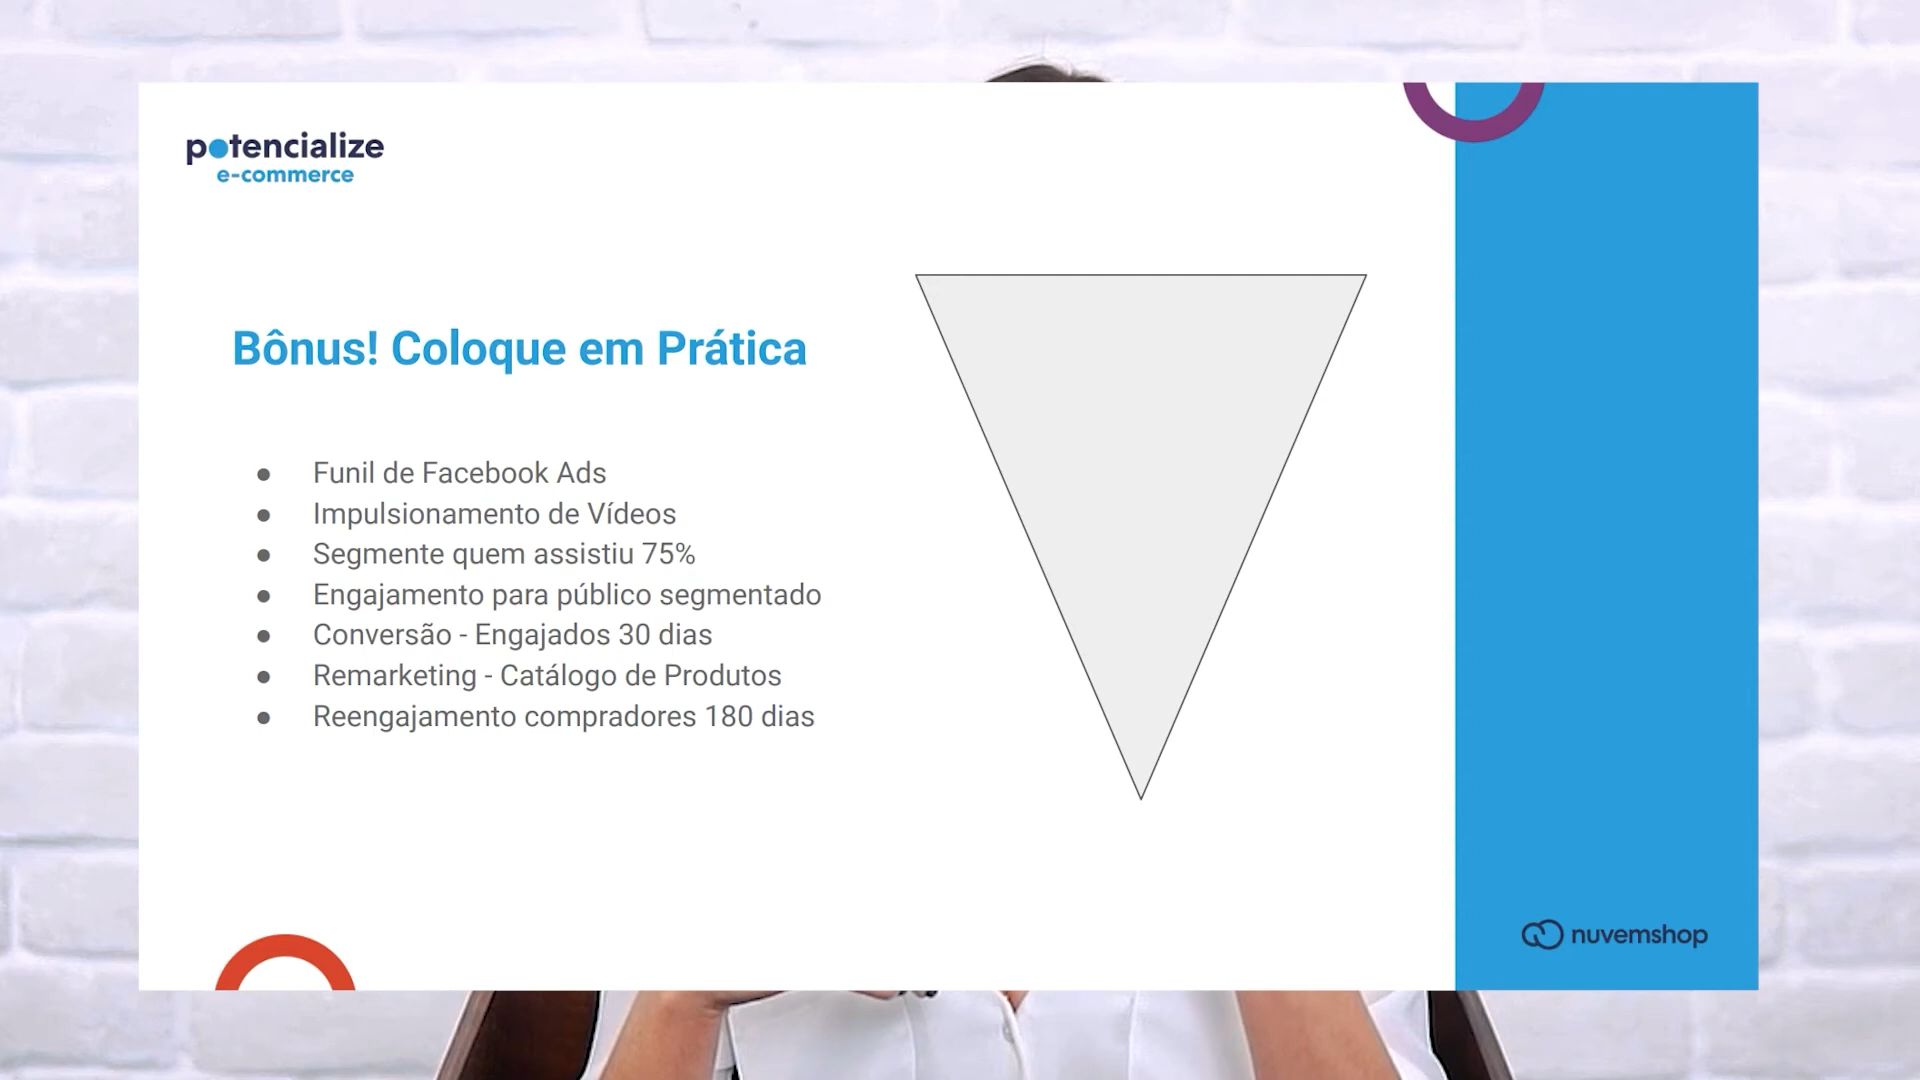 potencialize
e-commerce
Bônus! Coloque em Prática
● Funil de Facebook Ads
● Impulsionamento de Vídeos
● Segmente quem assistiu 75%
● Engajamento para público segmentado
● Conversão - Engajados 30 dias
● Remarketing - Catálogo de Produtos
● Reengajamento compradores 180 dias
nuvemshop